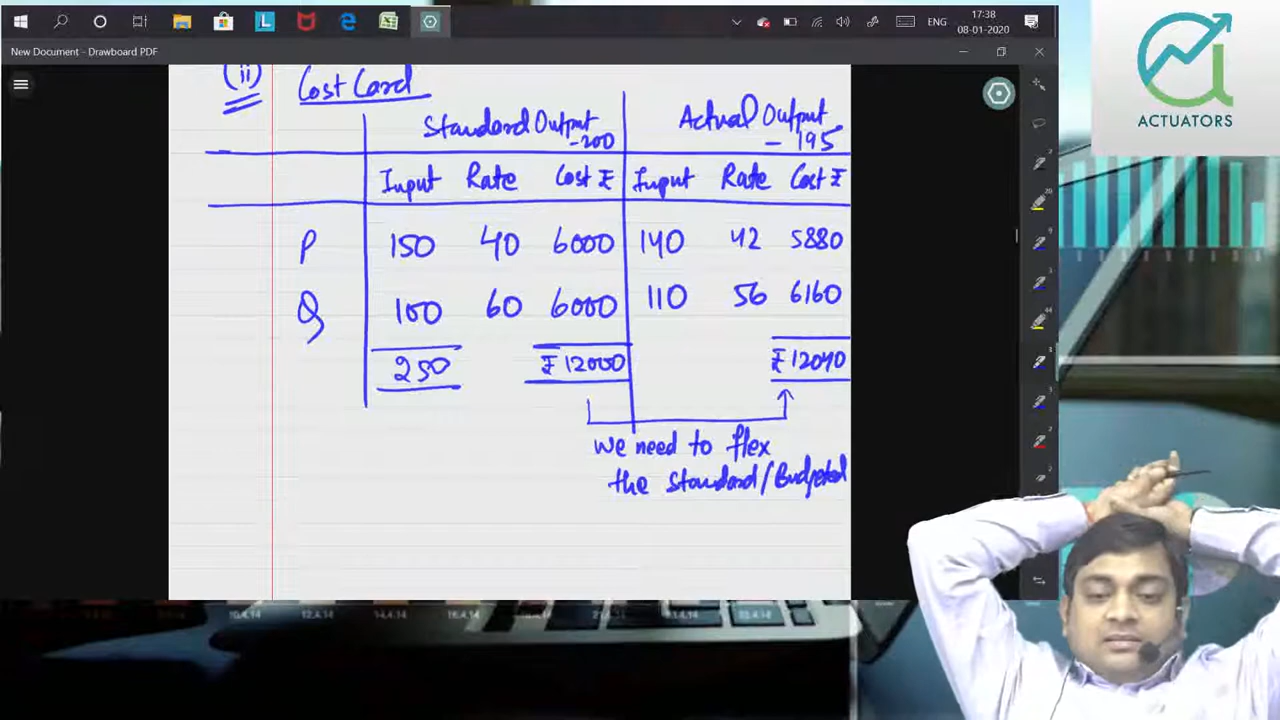 17:38
ENG
08-01-2020
New Document - Drawboard PDF
ACTUATORS
(ii) Cost Card
Standard Output - 200 Actual Output - 195
Input Rate Cost ₹ Input Rate Cost ₹
P 150 40 6000 140 42 5880
Q 100 60 6000 110 56 6160
250 ₹12000 ₹12040
we need to flex
the Standard/Budgeted